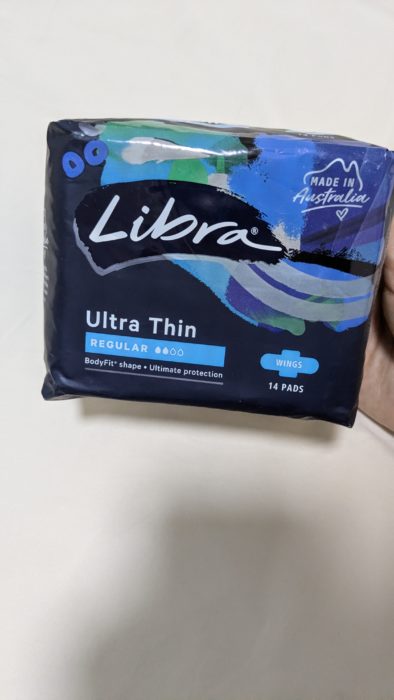 MADE IN
Australia
Libra®
Ultra Thin
REGULAR
BodyFit® shape • Ultimate protection
WINGS
14 PADS